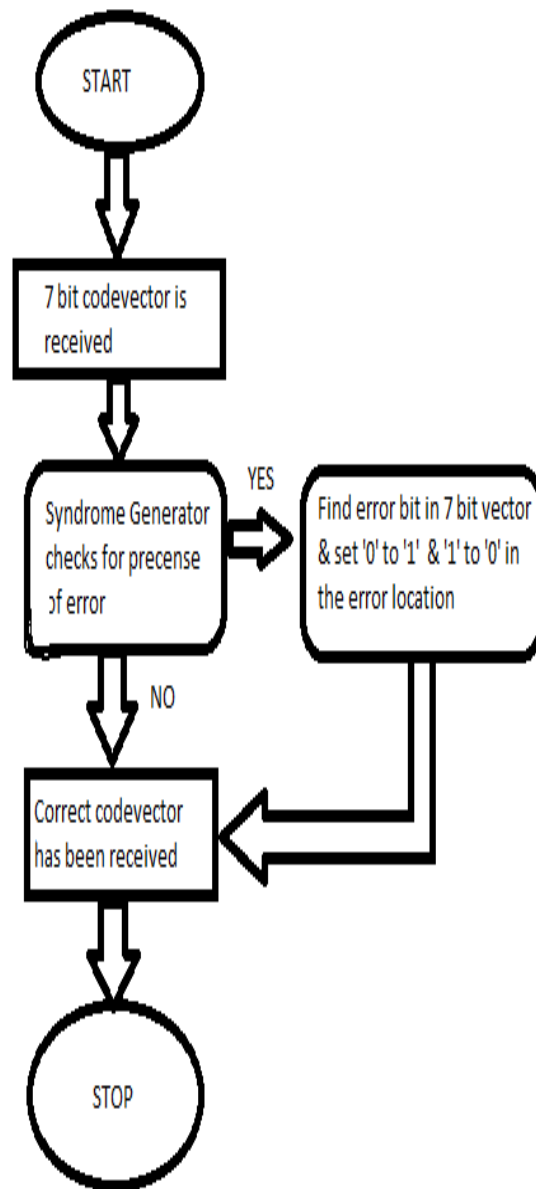 START
7 bit codevector is
received
Syndrome Generator
checks for precense
of error
YES
Find error bit in 7 bit vector
& set '0' to '1' & '1' to '0' in
the error location
NO
Correct codevector
has been received
STOP